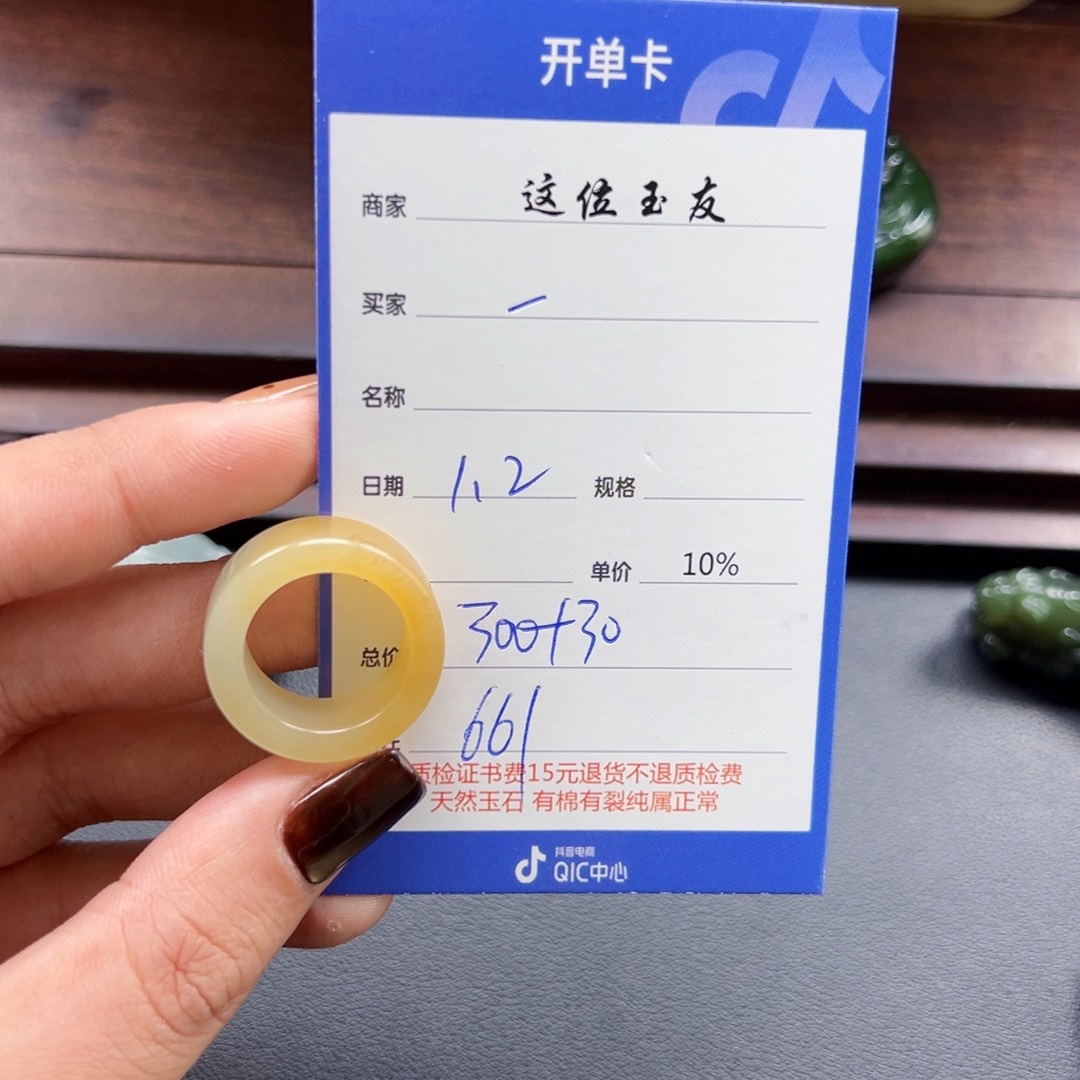 开单卡
商家 这位玉友
买家 一
名称
日期 1、2 规格
单价 10%
总价 300+30
661
质检证书费15元退货不退质检费
天然玉石 有棉有裂纯属正常
抖音电商
QIC中心